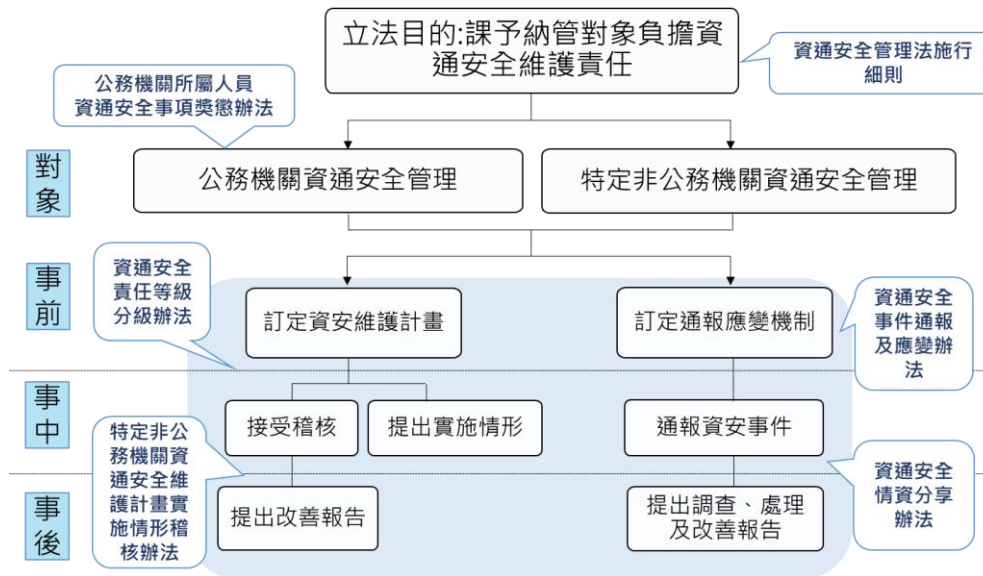 立法目的:課予納管對象負擔資
通安全維護責任
資通安全管理法施行
細則
公務機關所屬人員
資通安全事項獎懲辦法
對
象
公務機關資通安全管理
特定非公務機關資通安全管理
事
前
資通安全
責任等級
分級辦法
訂定資安維護計畫
訂定通報應變機制
資通安全
事件通報
及應變辦
法
事
中
接受稽核
提出實施情形
通報資安事件
特定非公
務機關資
通安全維
護計畫實
施情形稽
核辦法
資通安全
情資分享
辦法
事
後
提出改善報告
提出調查、處理
及改善報告